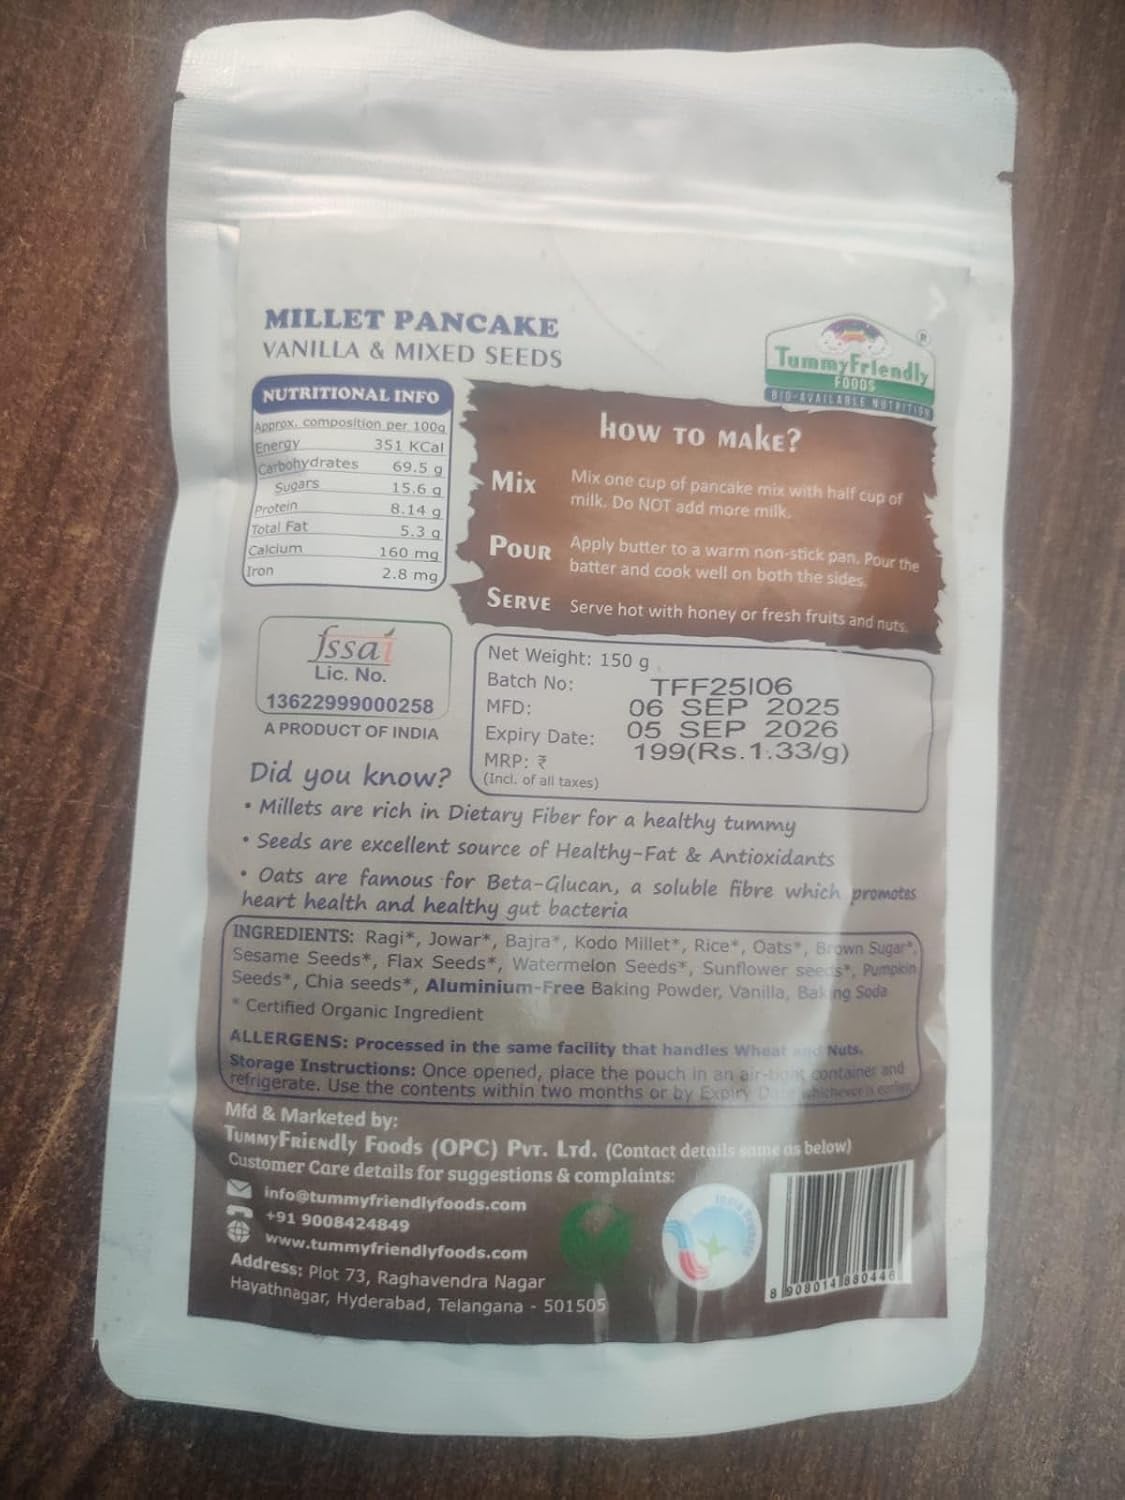 MILLET PANCAKE
VANILLA & MIXED SEEDS
TummyFriendly
FOODS
BIO-AVAILABLE NUTRITION
®
NUTRITIONAL INFO
Approx. composition per 100g
Energy 351 KCal
Carbohydrates 69.5 g
Sugars 15.6 g
Protein 8.14 g
Total Fat 5.3 g
Calcium 160 mg
Iron 2.8 mg
HOW TO MAKE?
MIX Mix one cup of pancake mix with half cup of
milk. Do NOT add more milk.
POUR Apply butter to a warm non-stick pan. Pour the
batter and cook well on both the sides.
SERVE Serve hot with honey or fresh fruits and nuts.
fssai
Lic. No.
13622999000258
A PRODUCT OF INDIA
Net Weight: 150 g
Batch No: TFF25I06
MFD: 06 SEP 2025
Expiry Date: 05 SEP 2026
MRP: ₹ 199(Rs.1.33/g)
(Incl. of all taxes)
Did you know?
• Millets are rich in Dietary Fiber for a healthy tummy
• Seeds are excellent source of Healthy-Fat & Antioxidants
• Oats are famous for Beta-Glucan, a soluble fibre which promotes
heart health and healthy gut bacteria
INGREDIENTS: Ragi*, Jowar*, Bajra*, Kodo Millet*, Rice*, Oats*, Brown Sugar*,
Sesame Seeds*, Flax Seeds*, Watermelon Seeds*, Sunflower seeds*, Pumpkin
Seeds*, Chia seeds*, Aluminium-Free Baking Powder, Vanilla, Baking Soda
* Certified Organic Ingredient
ALLERGENS: Processed in the same facility that handles Wheat and Nuts.
Storage Instructions: Once opened, place the pouch in an air-tight container and
refrigerate. Use the contents within two months or by Expiry Date whichever is earlier.
Mfd & Marketed by:
TUMMYFRIENDLY FOODS (OPC) PVT. LTD. (Contact details same as below)
Customer Care details for suggestions & complaints:
info@tummyfriendlyfoods.com
+91 9008424849
www.tummyfriendlyfoods.com
Address: Plot 73, Raghavendra Nagar
Hayathnagar, Hyderabad, Telangana - 501505
8 908014 880446